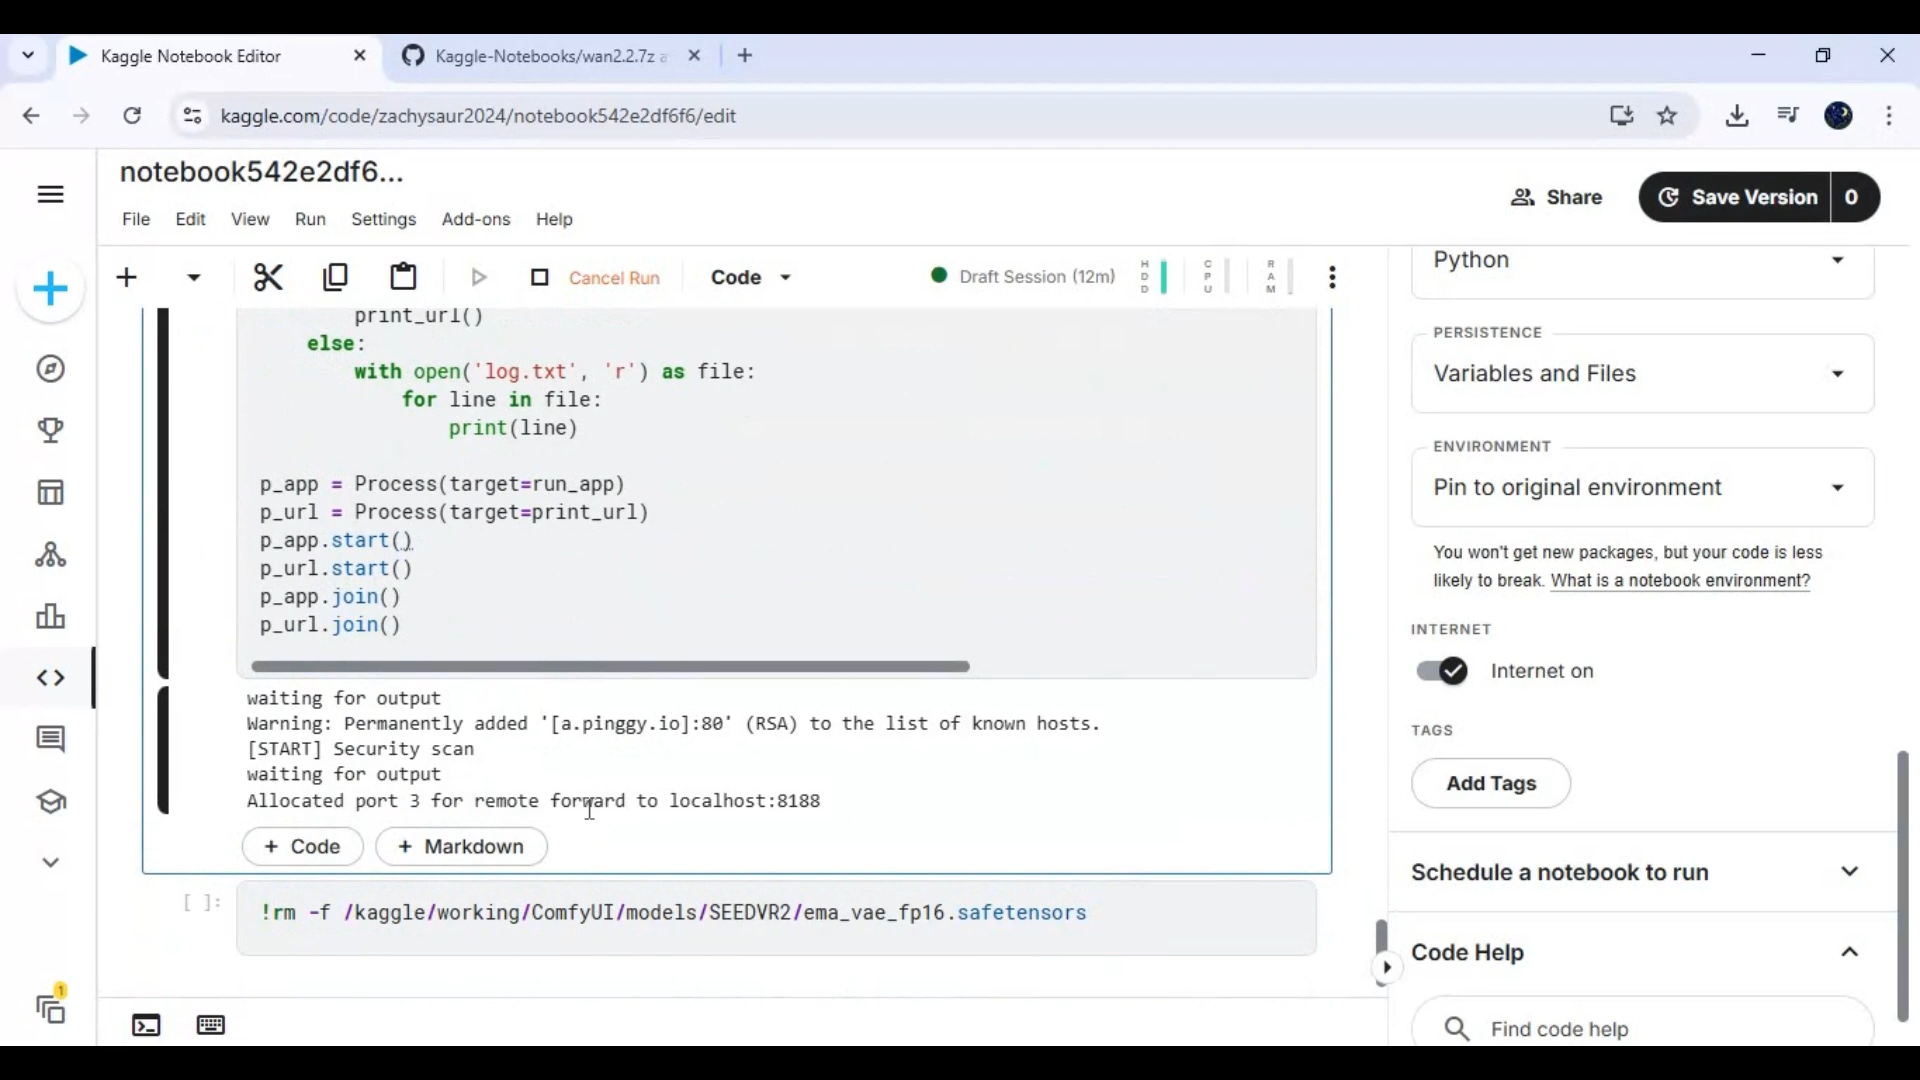 Kaggle Notebook Editor
Kaggle-Notebooks/wan2.2.7z a
kaggle.com/code/zachysaur2024/notebook542e2df6f6/edit
notebook542e2df6...
File Edit View Run Settings Add-ons Help
Share
Save Version 0
Cancel Run
Code
Draft Session (12m)
HDD
CPU
RAM
print_url()
else:
with open('log.txt', 'r') as file:
for line in file:
print(line)
p_app = Process(target=run_app)
p_url = Process(target=print_url)
p_app.start()
p_url.start()
p_app.join()
p_url.join()
waiting for output
Warning: Permanently added '[a.pinggy.io]:80' (RSA) to the list of known hosts.
[START] Security scan
waiting for output
Allocated port 3 for remote forward to localhost:8188
+ Code
+ Markdown
[ ]:
!rm -f /kaggle/working/ComfyUI/models/SEEDVR2/ema_vae_fp16.safetensors
1
Python
PERSISTENCE
Variables and Files
ENVIRONMENT
Pin to original environment
You won't get new packages, but your code is less
likely to break. What is a notebook environment?
INTERNET
Internet on
TAGS
Add Tags
Schedule a notebook to run
Code Help
Find code help